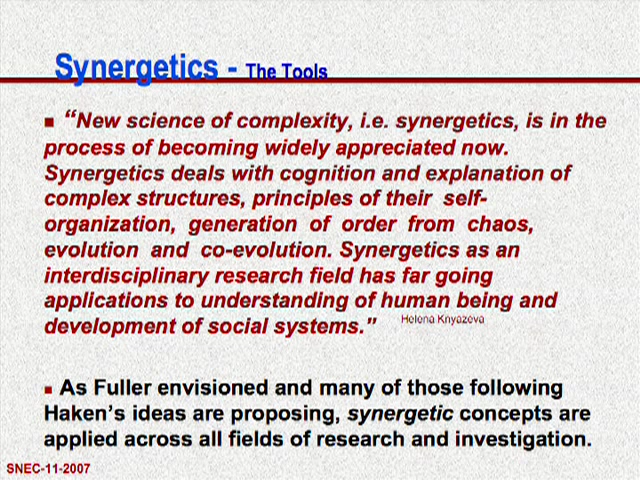 Synergetics - The Tools
“New science of complexity, i.e. synergetics, is in the
process of becoming widely appreciated now.
Synergetics deals with cognition and explanation of
complex structures, principles of their self-
organization, generation of order from chaos,
evolution and co-evolution. Synergetics as an
interdisciplinary research field has far going
applications to understanding of human being and
development of social systems.” Helena Knyazeva
As Fuller envisioned and many of those following
Haken's ideas are proposing, synergetic concepts are
applied across all fields of research and investigation.
SNEC-11-2007